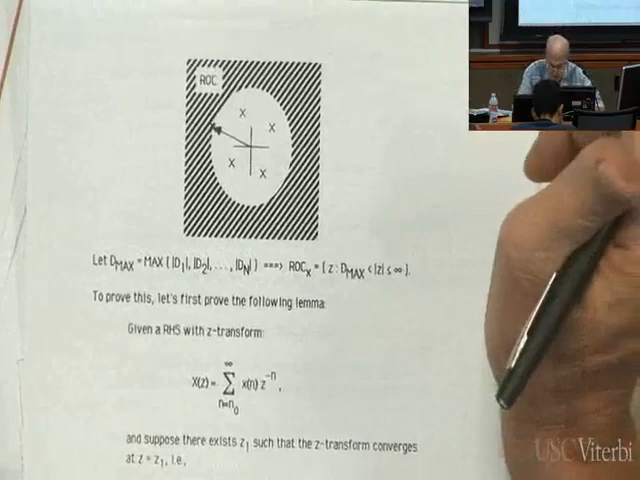 ROC
x
x
x
x
Let D_MAX = MAX { |D_1|, |D_2|, . . . , |D_N| } ===> ROC_x = { z : D_MAX < |z| ≤ ∞ }.
To prove this, let's first prove the following lemma:
Given a RHS with z-transform:
∞
X(z) = ∑ x(n) z^-n ,
n=n_0
and suppose there exists z_1 such that the z-transform converges
at z = z_1, i.e.,
USC Viterbi